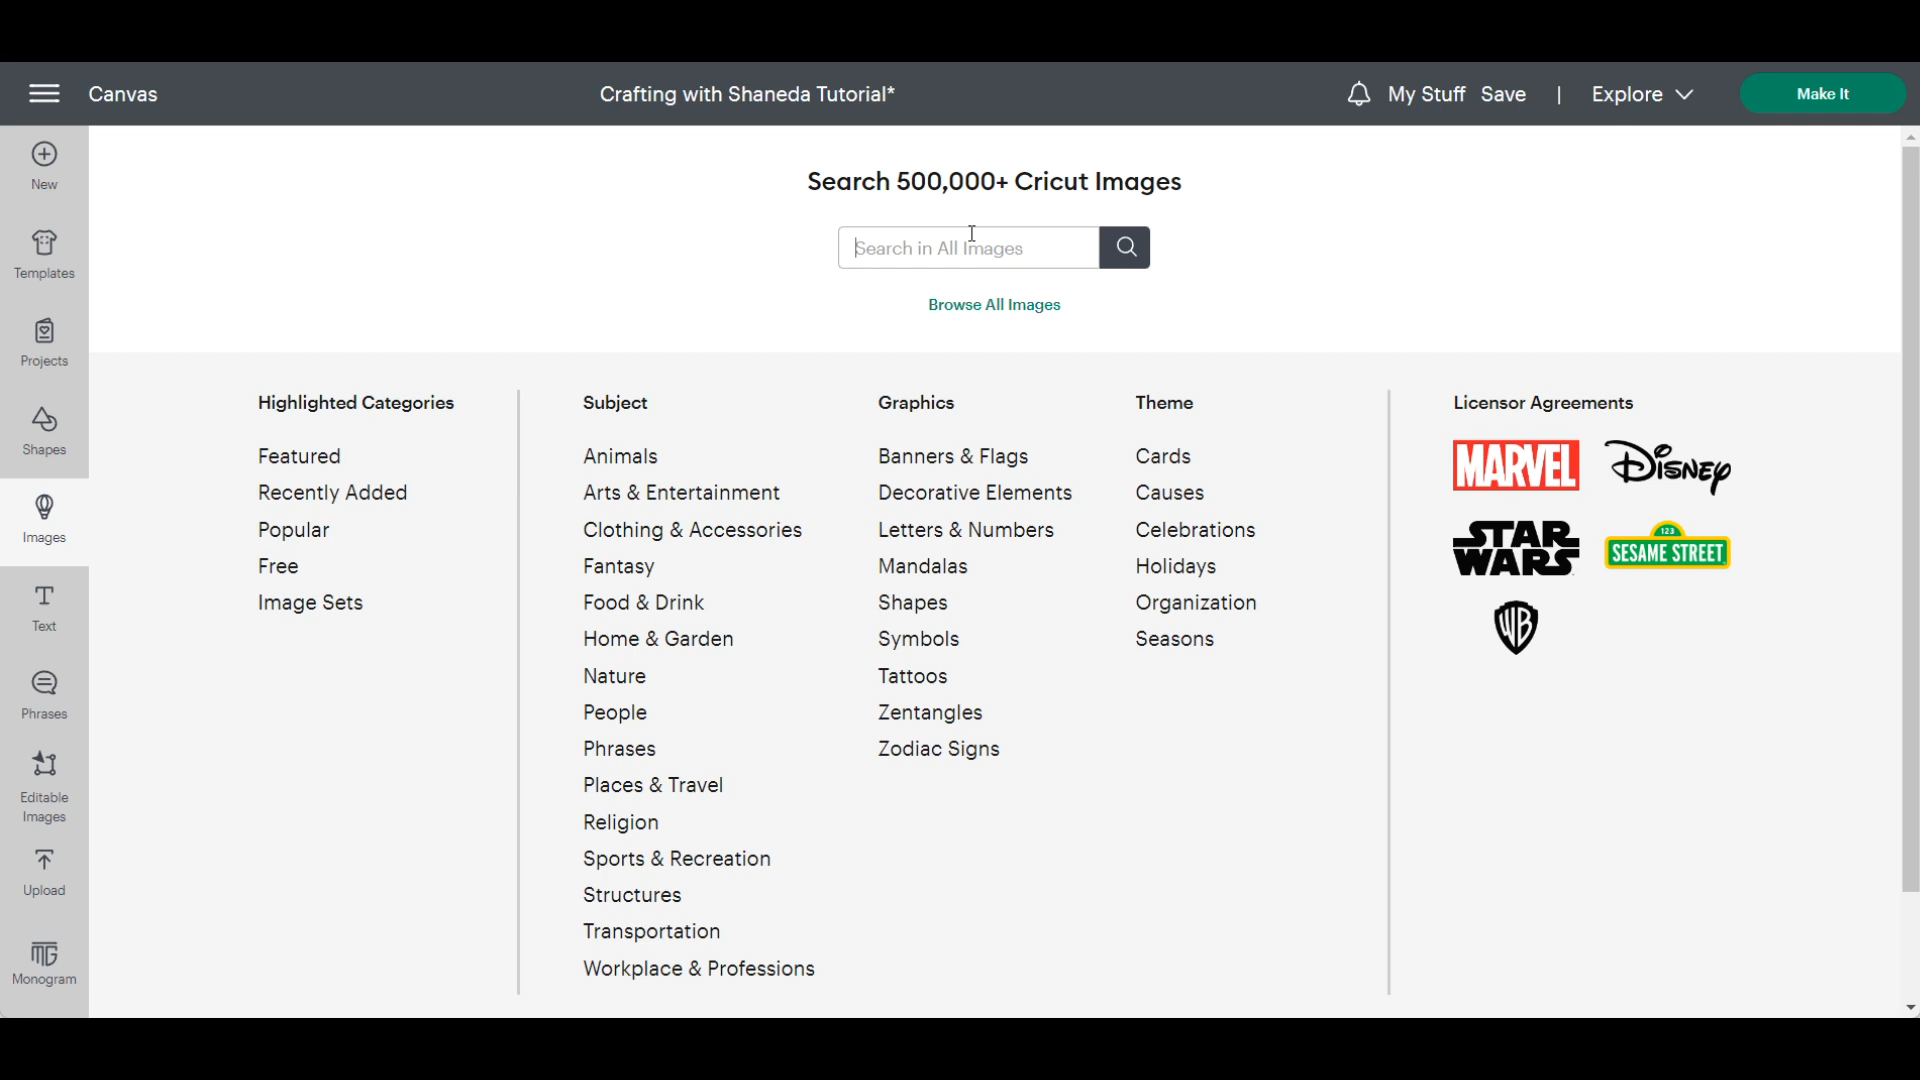 Canvas
Crafting with Shaneda Tutorial*
My Stuff Save | Explore
Make It
New
Templates
Projects
Shapes
Images
Text
Phrases
Editable
Images
Upload
MG
Monogram
Search 500,000+ Cricut Images
Search in All Images
Browse All Images
Highlighted Categories
Featured
Recently Added
Popular
Free
Image Sets
Subject
Animals
Arts & Entertainment
Clothing & Accessories
Fantasy
Food & Drink
Home & Garden
Nature
People
Phrases
Places & Travel
Religion
Sports & Recreation
Structures
Transportation
Workplace & Professions
Graphics
Banners & Flags
Decorative Elements
Letters & Numbers
Mandalas
Shapes
Symbols
Tattoos
Zentangles
Zodiac Signs
Theme
Cards
Causes
Celebrations
Holidays
Organization
Seasons
Licensor Agreements
MARVEL
Disney
STAR
WARS
123
SESAME STREET
WB